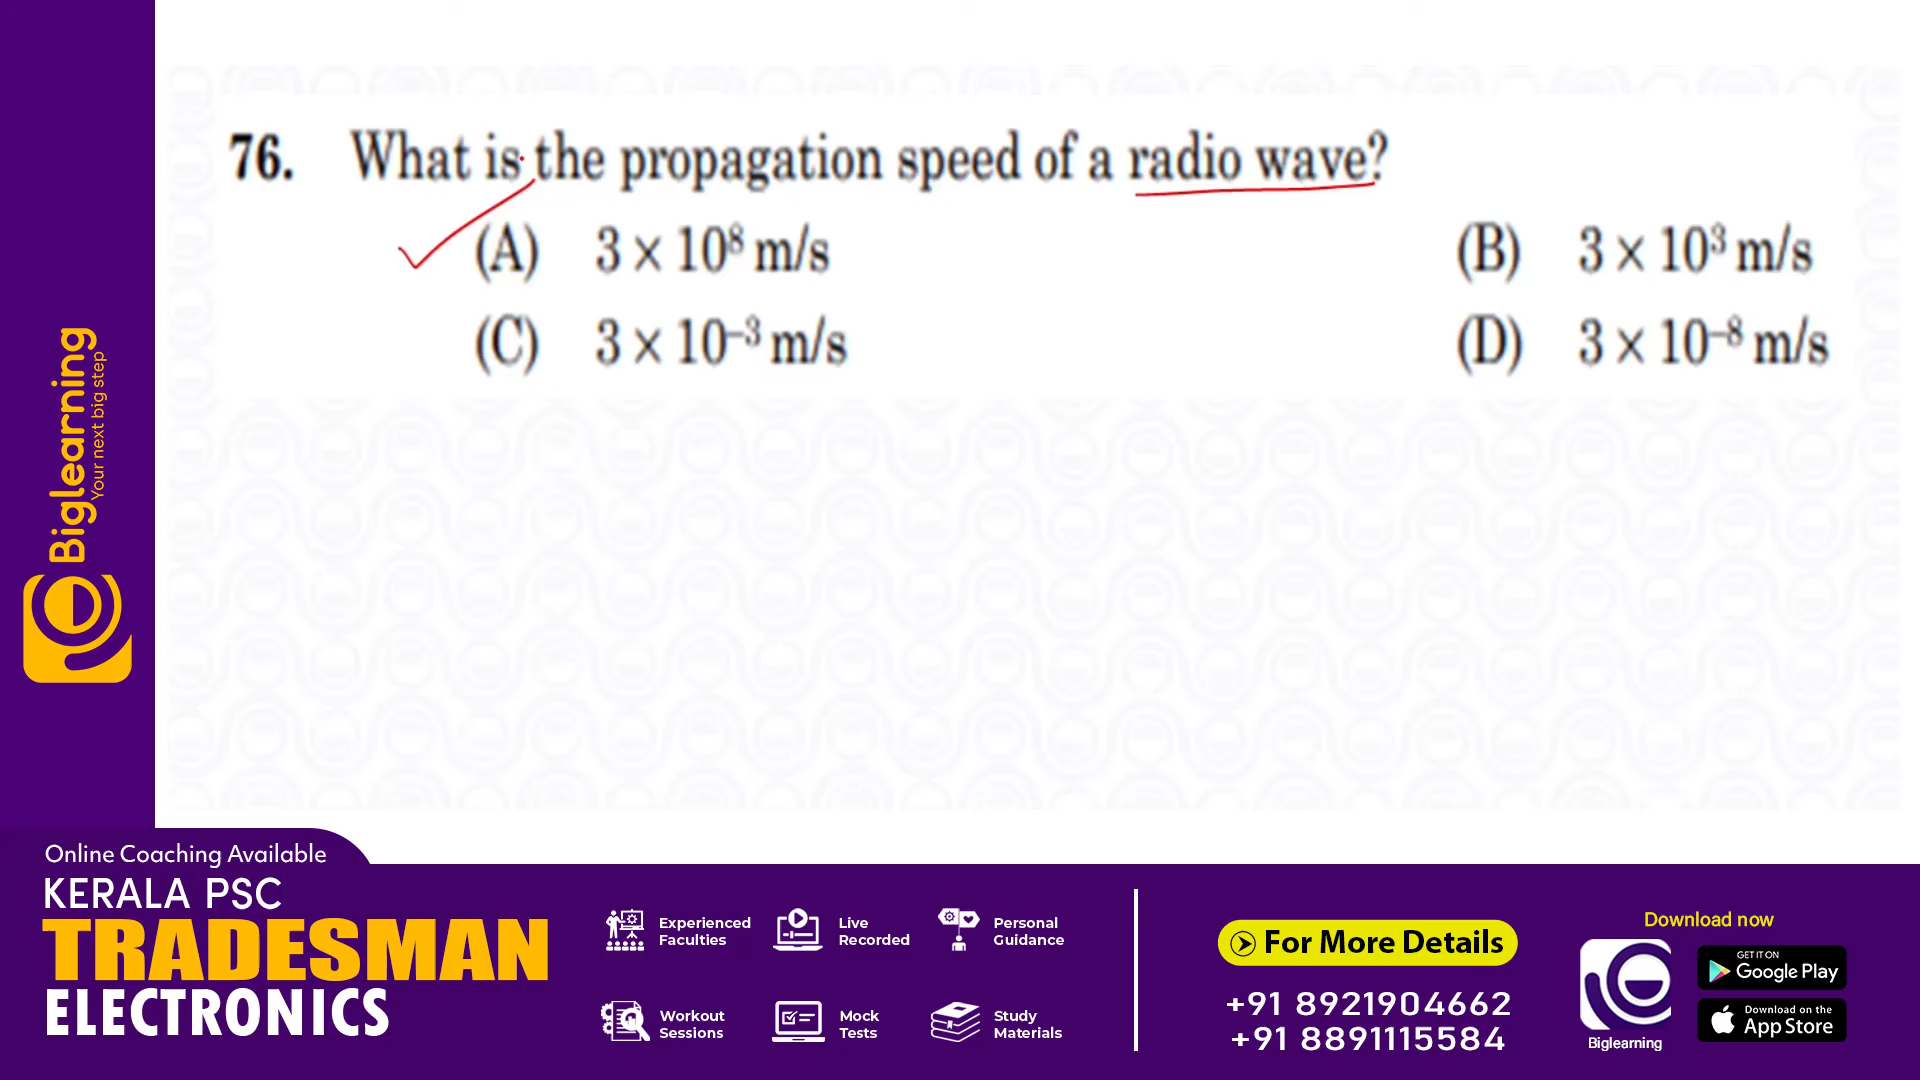 76. What is the propagation speed of a radio wave?
(A) 3 × 10⁸ m/s
(B) 3 × 10³ m/s
(C) 3 × 10⁻³ m/s
(D) 3 × 10⁻⁸ m/s
Biglearning
Your next big step
Online Coaching Available
KERALA PSC
TRADESMAN
ELECTRONICS
Experienced
Faculties
Live
Recorded
Personal
Guidance
Workout
Sessions
Mock
Tests
Study
Materials
For More Details
+91 8921904662
+91 8891115584
Download now
Biglearning
GET IT ON
Google Play
Download on the
App Store